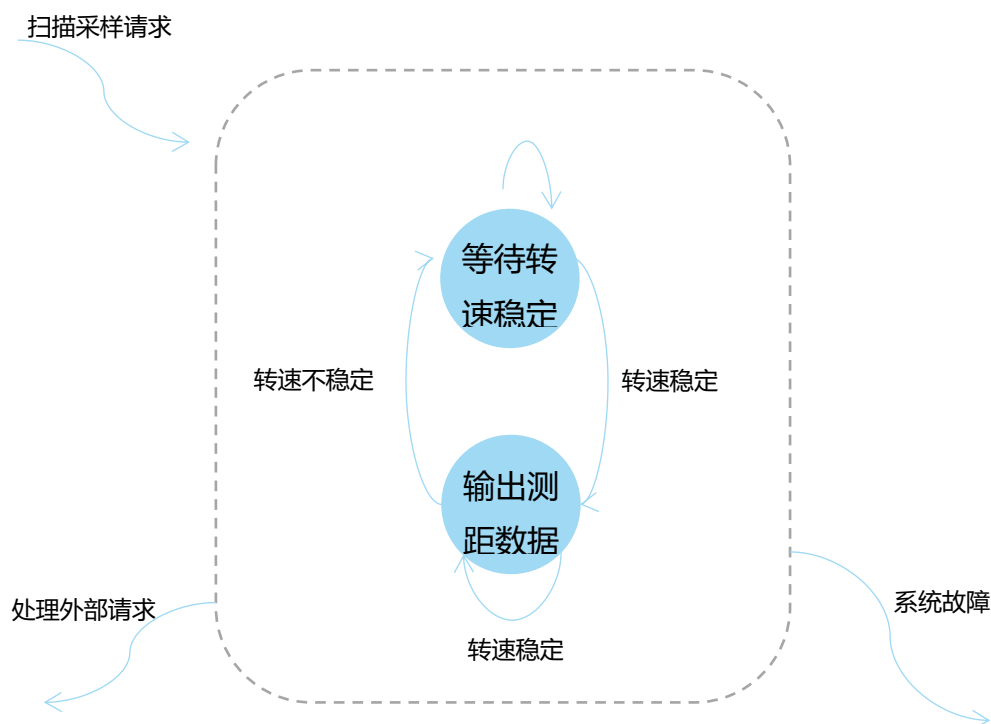 扫描采样请求
等待转
速稳定
转速不稳定
转速稳定
输出测
距数据
处理外部请求
系统故障
转速稳定